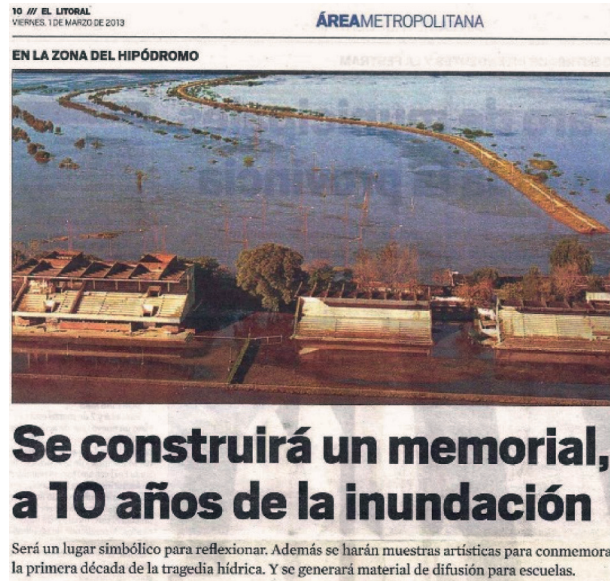 10 /// EL LITORAL
VIERNES, 1 DE MARZO DE 2013
ÁREAMETROPOLITANA
EN LA ZONA DEL HIPÓDROMO
Se construirá un memorial,
a 10 años de la inundación
Será un lugar simbólico para reflexionar. Además se harán muestras artísticas para conmemora
la primera década de la tragedia hídrica. Y se generará material de difusión para escuelas.